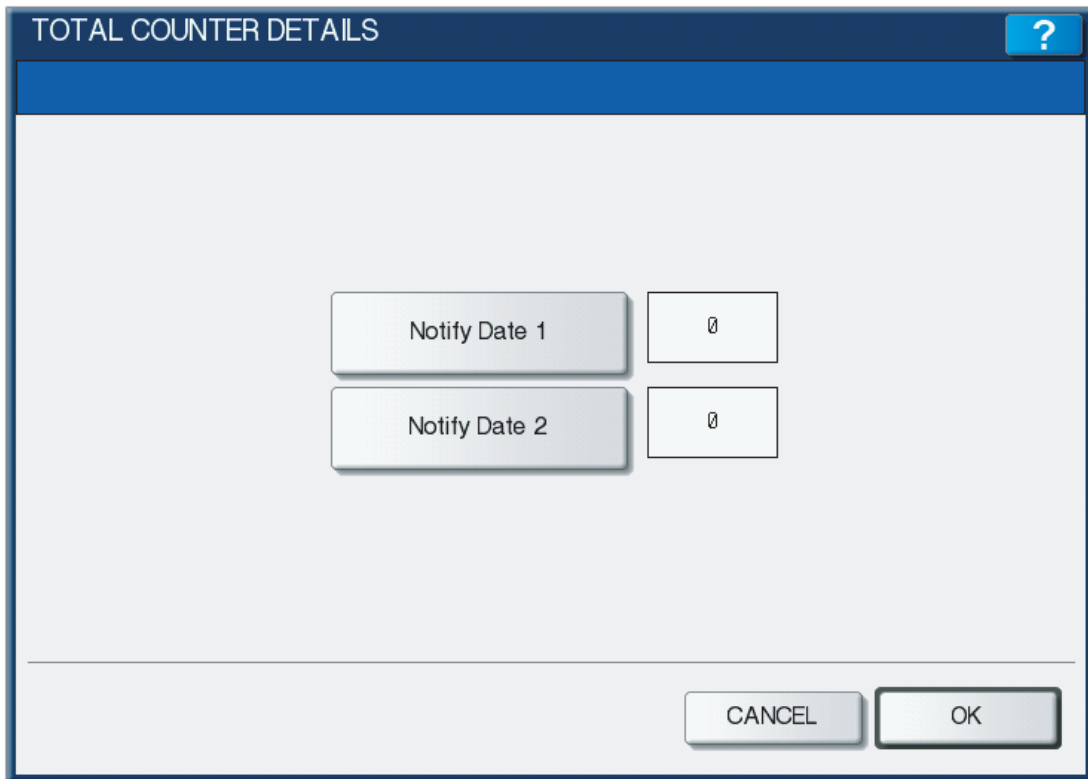 TOTAL COUNTER DETAILS
?
Notify Date 1
0
Notify Date 2
0
CANCEL
OK